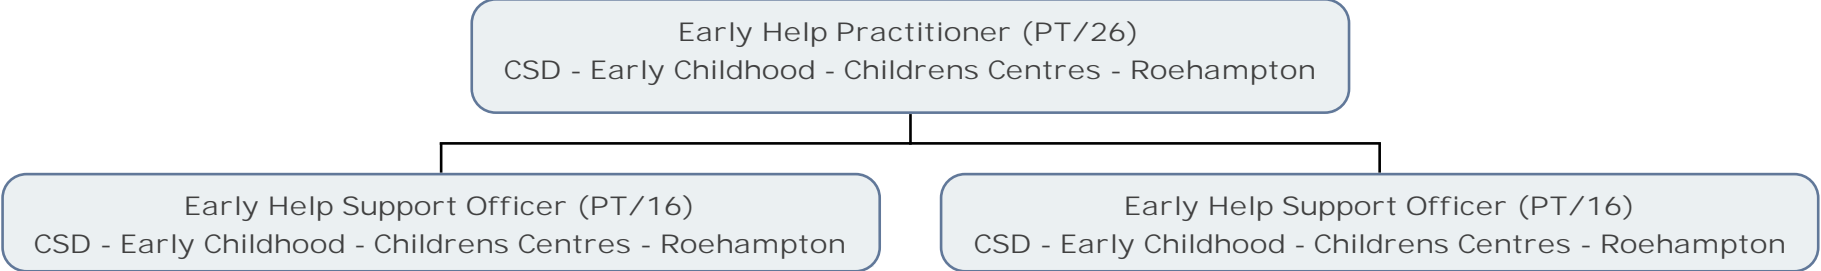 Early Help Practitioner (PT/26)
CSD - Early Childhood - Childrens Centres - Roehampton
Early Help Support Officer (PT/16)
CSD - Early Childhood - Childrens Centres - Roehampton
Early Help Support Officer (PT/16)
CSD - Early Childhood - Childrens Centres - Roehampton